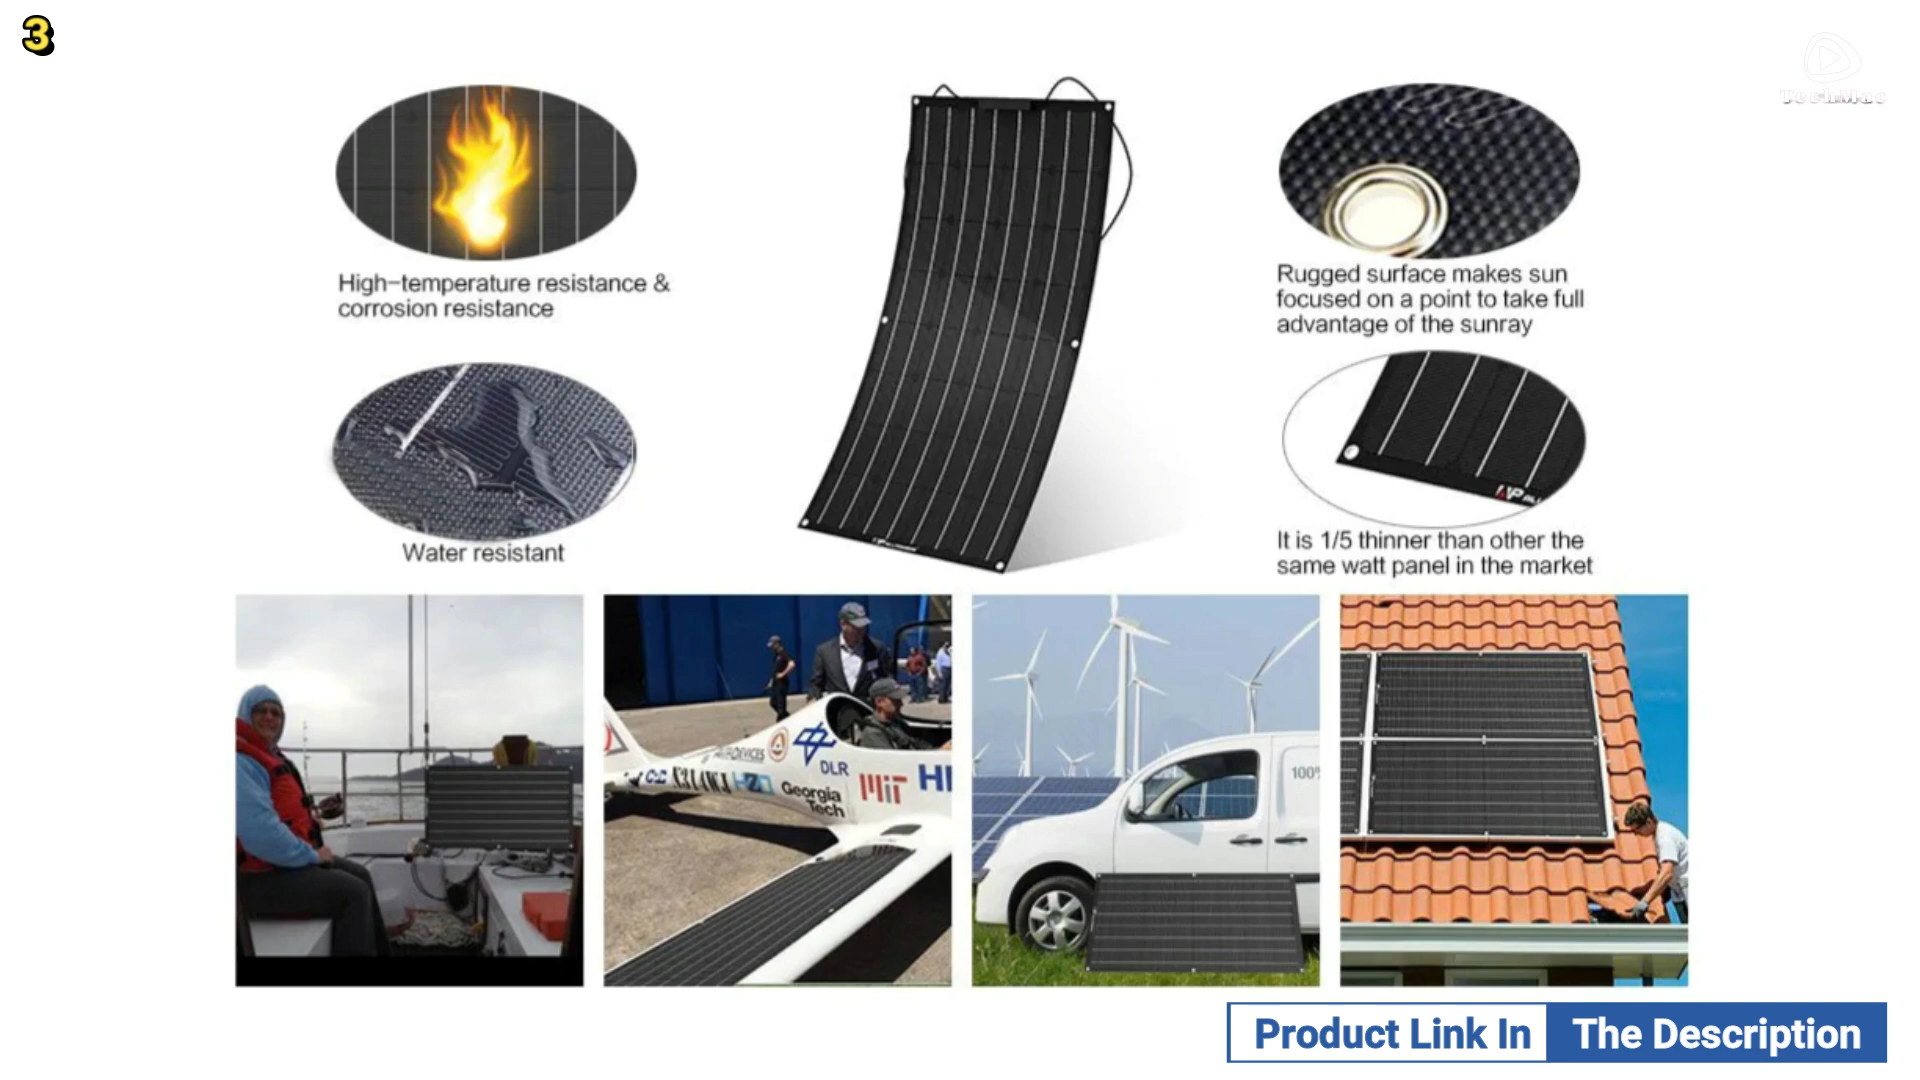 3
TechMac
High-temperature resistance &
corrosion resistance
Rugged surface makes sun
focused on a point to take full
advantage of the sunray
Water resistant
It is 1/5 thinner than other the
same watt panel in the market
DLR
Georgia
Tech
MIT
100%
Product Link In The Description